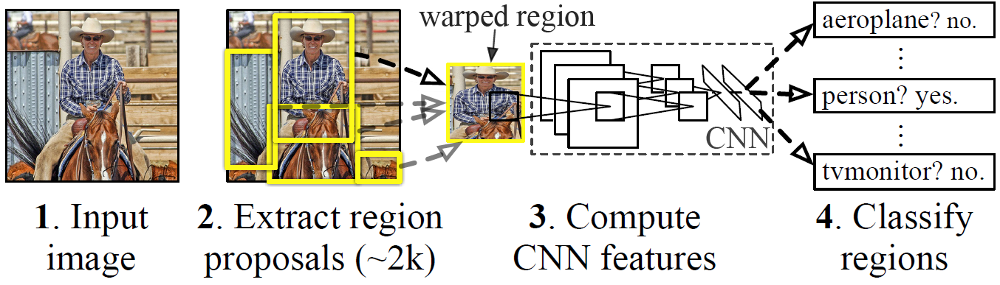 warped region
aeroplane? no.
person? yes.
CNN
tvmonitor? no.
1. Input
image
2. Extract region
proposals (~2k)
3. Compute
CNN features
4. Classify
regions